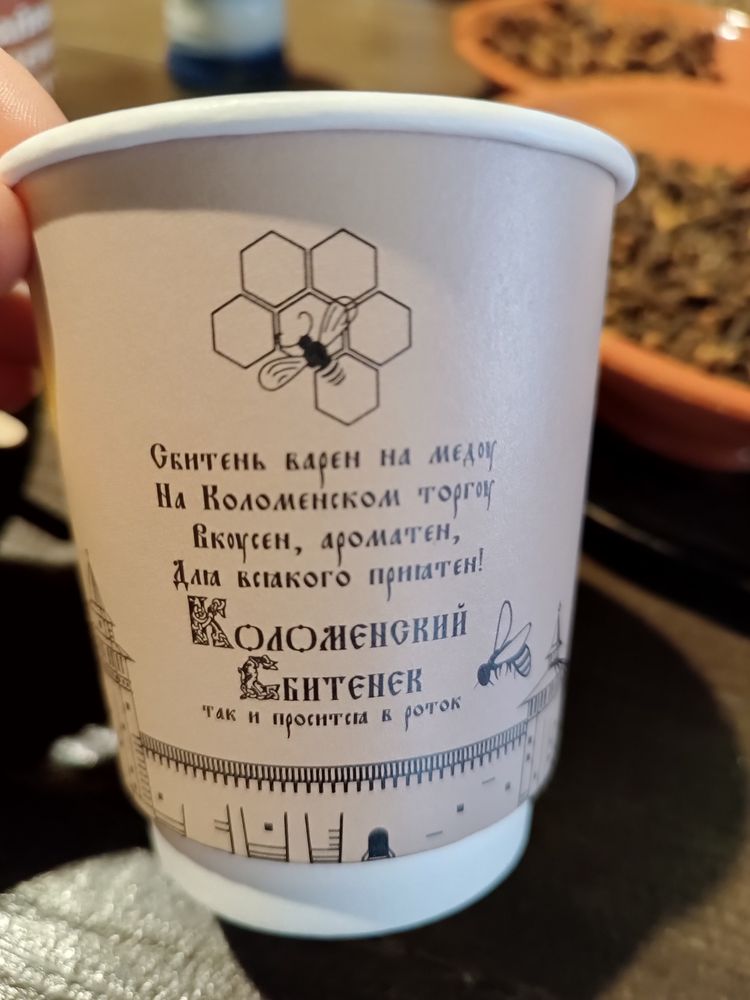 Сбитень варен на медоу
На Коломенском торгоу
Вкоусен, ароматен,
Для всякого приятен!
Коломенский
Сбитенек
так и просится в роток